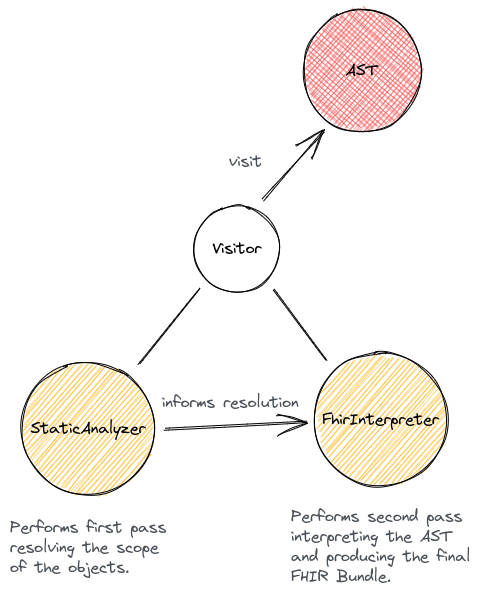 AST
visit
Visitor
informs resolution
StaticAnalyzer
FhirInterpreter
Performs first pass
resolving the scope
of the objects.
Performs second pass
interpreting the AST
and producing the final
FHIR Bundle.